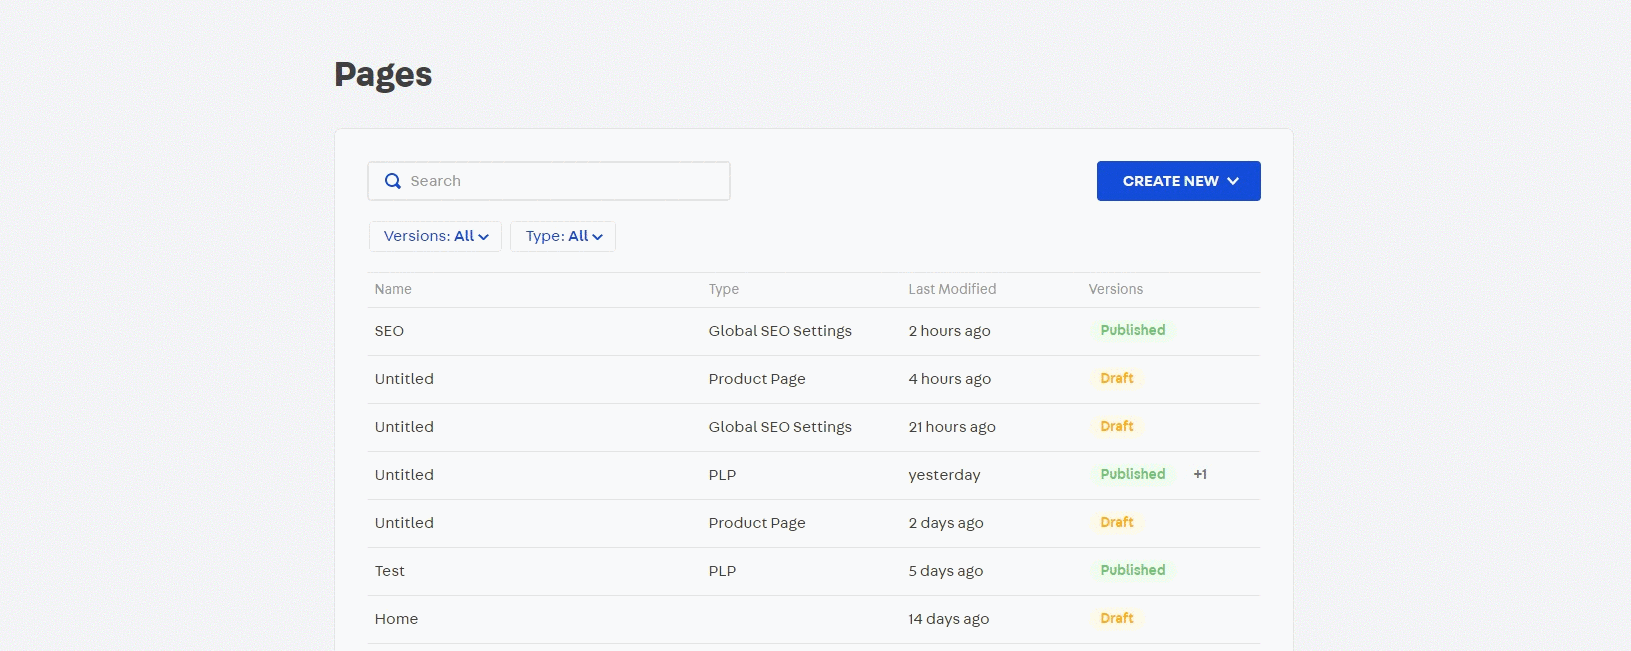 Pages
Search
CREATE NEW
Versions: All Type: All
Name Type Last Modified Versions
SEO Global SEO Settings 2 hours ago Published
Untitled Product Page 4 hours ago Draft
Untitled Global SEO Settings 21 hours ago Draft
Untitled PLP yesterday Published +1
Untitled Product Page 2 days ago Draft
Test PLP 5 days ago Published
Home 14 days ago Draft